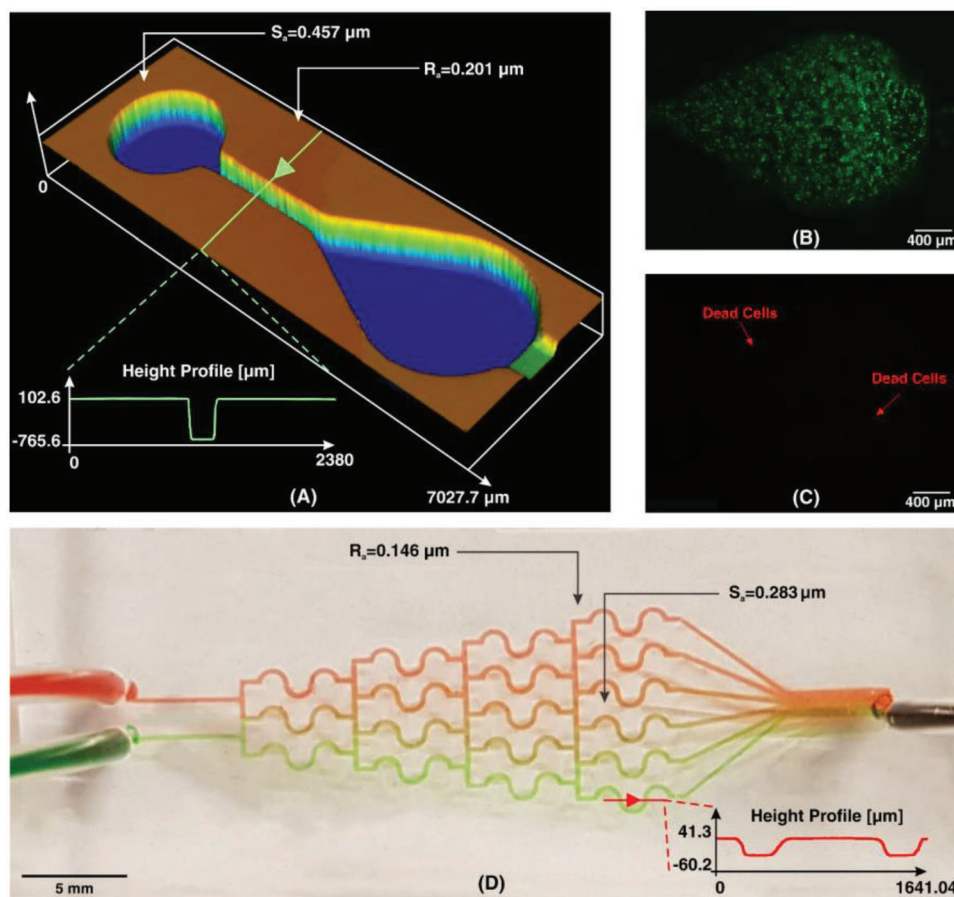 Sₐ=0.457 µm
Rₐ=0.201 µm
0
Height Profile [µm]
102.6
-765.6
0
2380
7027.7 µm
(A)
(B)
400 µm
Dead Cells
Dead Cells
(C)
400 µm
Rₐ=0.146 µm
Sₐ=0.283 µm
Height Profile [µm]
41.3
-60.2
0
1641.04
5 mm
(D)